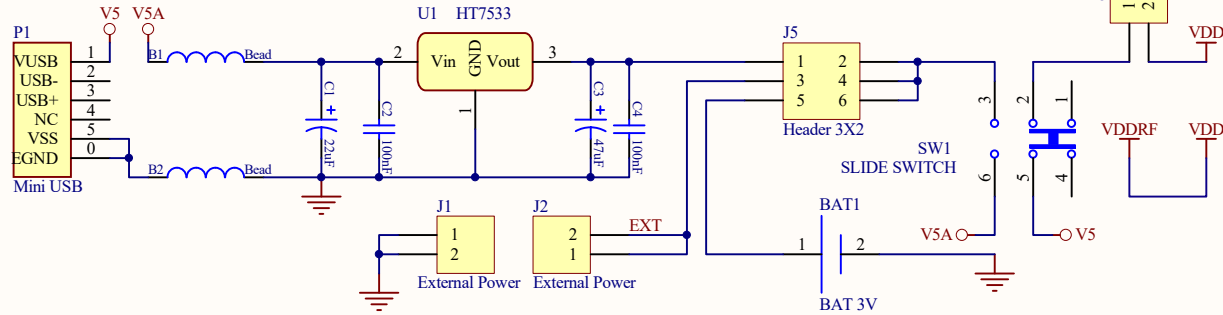 V5 V5A
U1 HT7533
P1
VUSB 1
USB- 2
USB+ 3
NC 4
VSS 5
EGND 0
Mini USB
B1 Bead
B2 Bead
C1
+
22uF
C2
100nF
2 Vin GND Vout 3
1
C3
+
47uF
C4
100nF
J5
1 2
3 4
5 6
Header 3X2
1 2
VDD
3 2 1
SW1
SLIDE SWITCH
6 5 4
VDDRF VDD
V5A V5
J1
1
2
External Power
J2
2
1
External Power
EXT
BAT1
1 2
BAT 3V